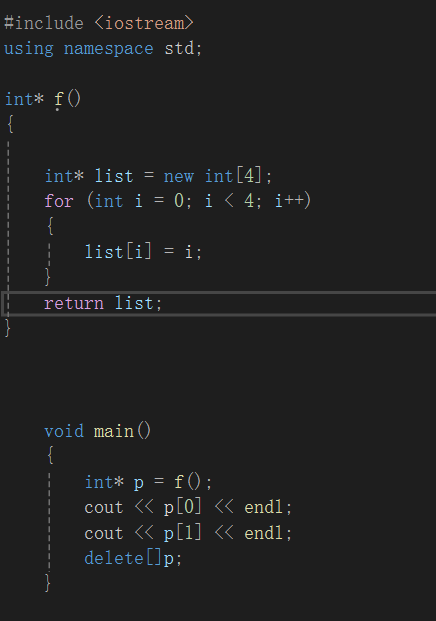 #include <iostream>
using namespace std;
int* f()
{
int* list = new int[4];
for (int i = 0; i < 4; i++)
{
list[i] = i;
}
return list;
}
void main()
{
int* p = f();
cout << p[0] << endl;
cout << p[1] << endl;
delete[]p;
}